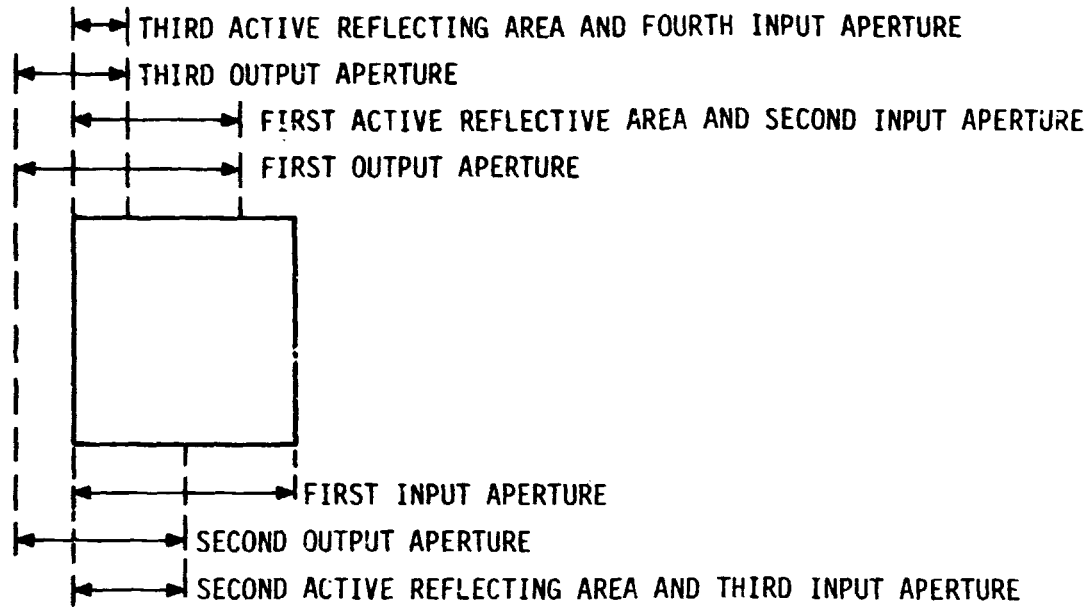 THIRD ACTIVE REFLECTING AREA AND FOURTH INPUT APERTURE
THIRD OUTPUT APERTURE
FIRST ACTIVE REFLECTIVE AREA AND SECOND INPUT APERTURE
FIRST OUTPUT APERTURE
FIRST INPUT APERTURE
SECOND OUTPUT APERTURE
SECOND ACTIVE REFLECTING AREA AND THIRD INPUT APERTURE